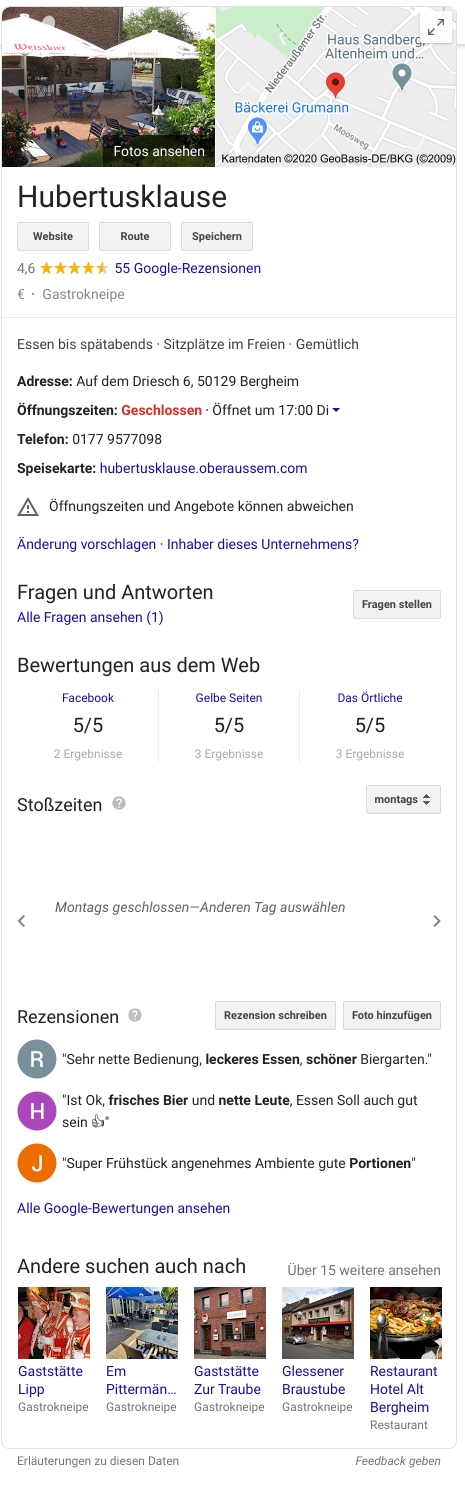 Weissbier
Weissbier
Fotos ansehen
Niederaußemer Str.
Haus Sandberg,
Altenheim und...
Bäckerei Grumann
Moosweg
Kartendaten ©2020 GeoBasis-DE/BKG (©2009)
Hubertusklause
Website Route Speichern
4,6 55 Google-Rezensionen
€ · Gastrokneipe
Essen bis spätabends · Sitzplätze im Freien · Gemütlich
Adresse: Auf dem Driesch 6, 50129 Bergheim
Öffnungszeiten: Geschlossen · Öffnet um 17:00 Di
Telefon: 0177 9577098
Speisekarte: hubertusklause.oberaussem.com
Öffnungszeiten und Angebote können abweichen
Änderung vorschlagen · Inhaber dieses Unternehmens?
Fragen und Antworten
Alle Fragen ansehen (1)
Fragen stellen
Bewertungen aus dem Web
Facebook Gelbe Seiten Das Örtliche
5/5 5/5 5/5
2 Ergebnisse 3 Ergebnisse 3 Ergebnisse
Stoßzeiten ? montags
Montags geschlossen—Anderen Tag auswählen
Rezensionen ? Rezension schreiben Foto hinzufügen
R "Sehr nette Bedienung, leckeres Essen, schöner Biergarten."
H "Ist Ok, frisches Bier und nette Leute, Essen Soll auch gut
sein 👍"
J "Super Frühstück angenehmes Ambiente gute Portionen"
Alle Google-Bewertungen ansehen
Andere suchen auch nach Über 15 weitere ansehen
Gaststätte Em Gaststätte Glessener Restaurant
Lipp Pittermän... Zur Traube Braustube Hotel Alt
Gastrokneipe Gastrokneipe Gastrokneipe Gastrokneipe Bergheim
Restaurant
Erläuterungen zu diesen Daten Feedback geben